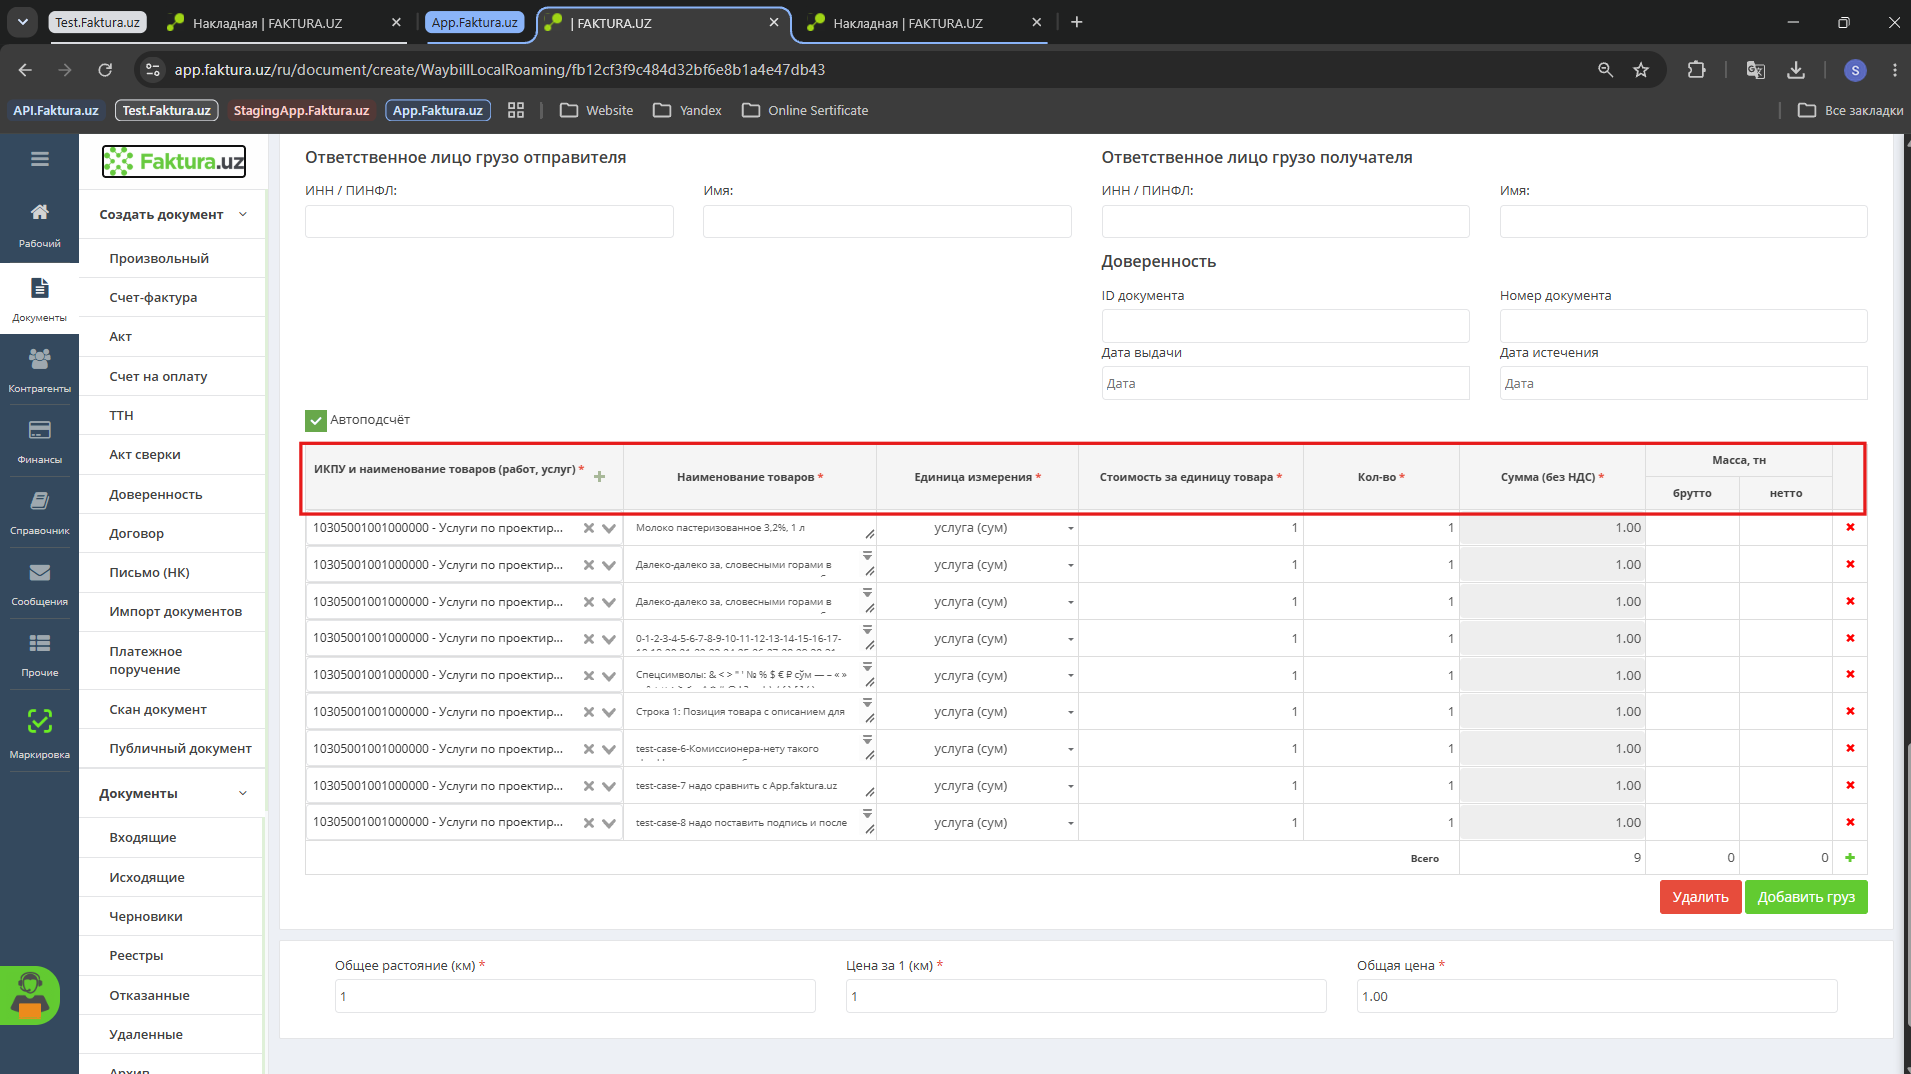 Test.Faktura.uz
Накладная | FAKTURA.UZ
App.Faktura.uz
| FAKTURA.UZ
Накладная | FAKTURA.UZ
app.faktura.uz/ru/document/create/WaybillLocalRoaming/fb12cf3f9c484d32bf6e8b1a4e47db43
S
API.Faktura.uz
Test.Faktura.uz
StagingApp.Faktura.uz
App.Faktura.uz
Website
Yandex
Online Sertificate
Все закладки
Рабочий
Документы
Контрагенты
Финансы
Справочник
Сообщения
Прочие
Маркировка
Faktura.uz
Создать документ
Произвольный
Счет-фактура
Акт
Счет на оплату
ТТН
Акт сверки
Доверенность
Договор
Письмо (НК)
Импорт документов
Платежное
поручение
Скан документ
Публичный документ
Документы
Входящие
Исходящие
Черновики
Реестры
Отказанные
Удаленные
Архив
Ответственное лицо грузо отправителя
Ответственное лицо грузо получателя
ИНН / ПИНФЛ:
Имя:
ИНН / ПИНФЛ:
Имя:
Доверенность
ID документа
Номер документа
Дата выдачи
Дата истечения
Дата
Дата
Автоподсчёт
ИКПУ и наименование товаров (работ, услуг) *
Наименование товаров *
Единица измерения *
Стоимость за единицу товара *
Кол-во *
Сумма (без НДС) *
Масса, тн
брутто
нетто
10305001001000000 - Услуги по проектир... Молоко пастеризованное 3,2%, 1 л услуга (сум) 1 1 1.00
10305001001000000 - Услуги по проектир... Далеко-далеко за, словесными горами в услуга (сум) 1 1 1.00
10305001001000000 - Услуги по проектир... Далеко-далеко за, словесными горами в услуга (сум) 1 1 1.00
10305001001000000 - Услуги по проектир... 0-1-2-3-4-5-6-7-8-9-10-11-12-13-14-15-16-17- услуга (сум) 1 1 1.00
10305001001000000 - Услуги по проектир... Спецсимволы: & < > " ' № % $ € ₽ сўм — – « » услуга (сум) 1 1 1.00
10305001001000000 - Услуги по проектир... Строка 1: Позиция товара с описанием для услуга (сум) 1 1 1.00
10305001001000000 - Услуги по проектир... test-case-6-Комиссионера-нету такого услуга (сум) 1 1 1.00
10305001001000000 - Услуги по проектир... test-case-7 надо сравнить с App.faktura.uz услуга (сум) 1 1 1.00
10305001001000000 - Услуги по проектир... test-case-8 надо поставить подпись и после услуга (сум) 1 1 1.00
Всего 9 0 0
Удалить
Добавить груз
Общее растояние (км) *
Цена за 1 (км) *
Общая цена *
1
1
1.00